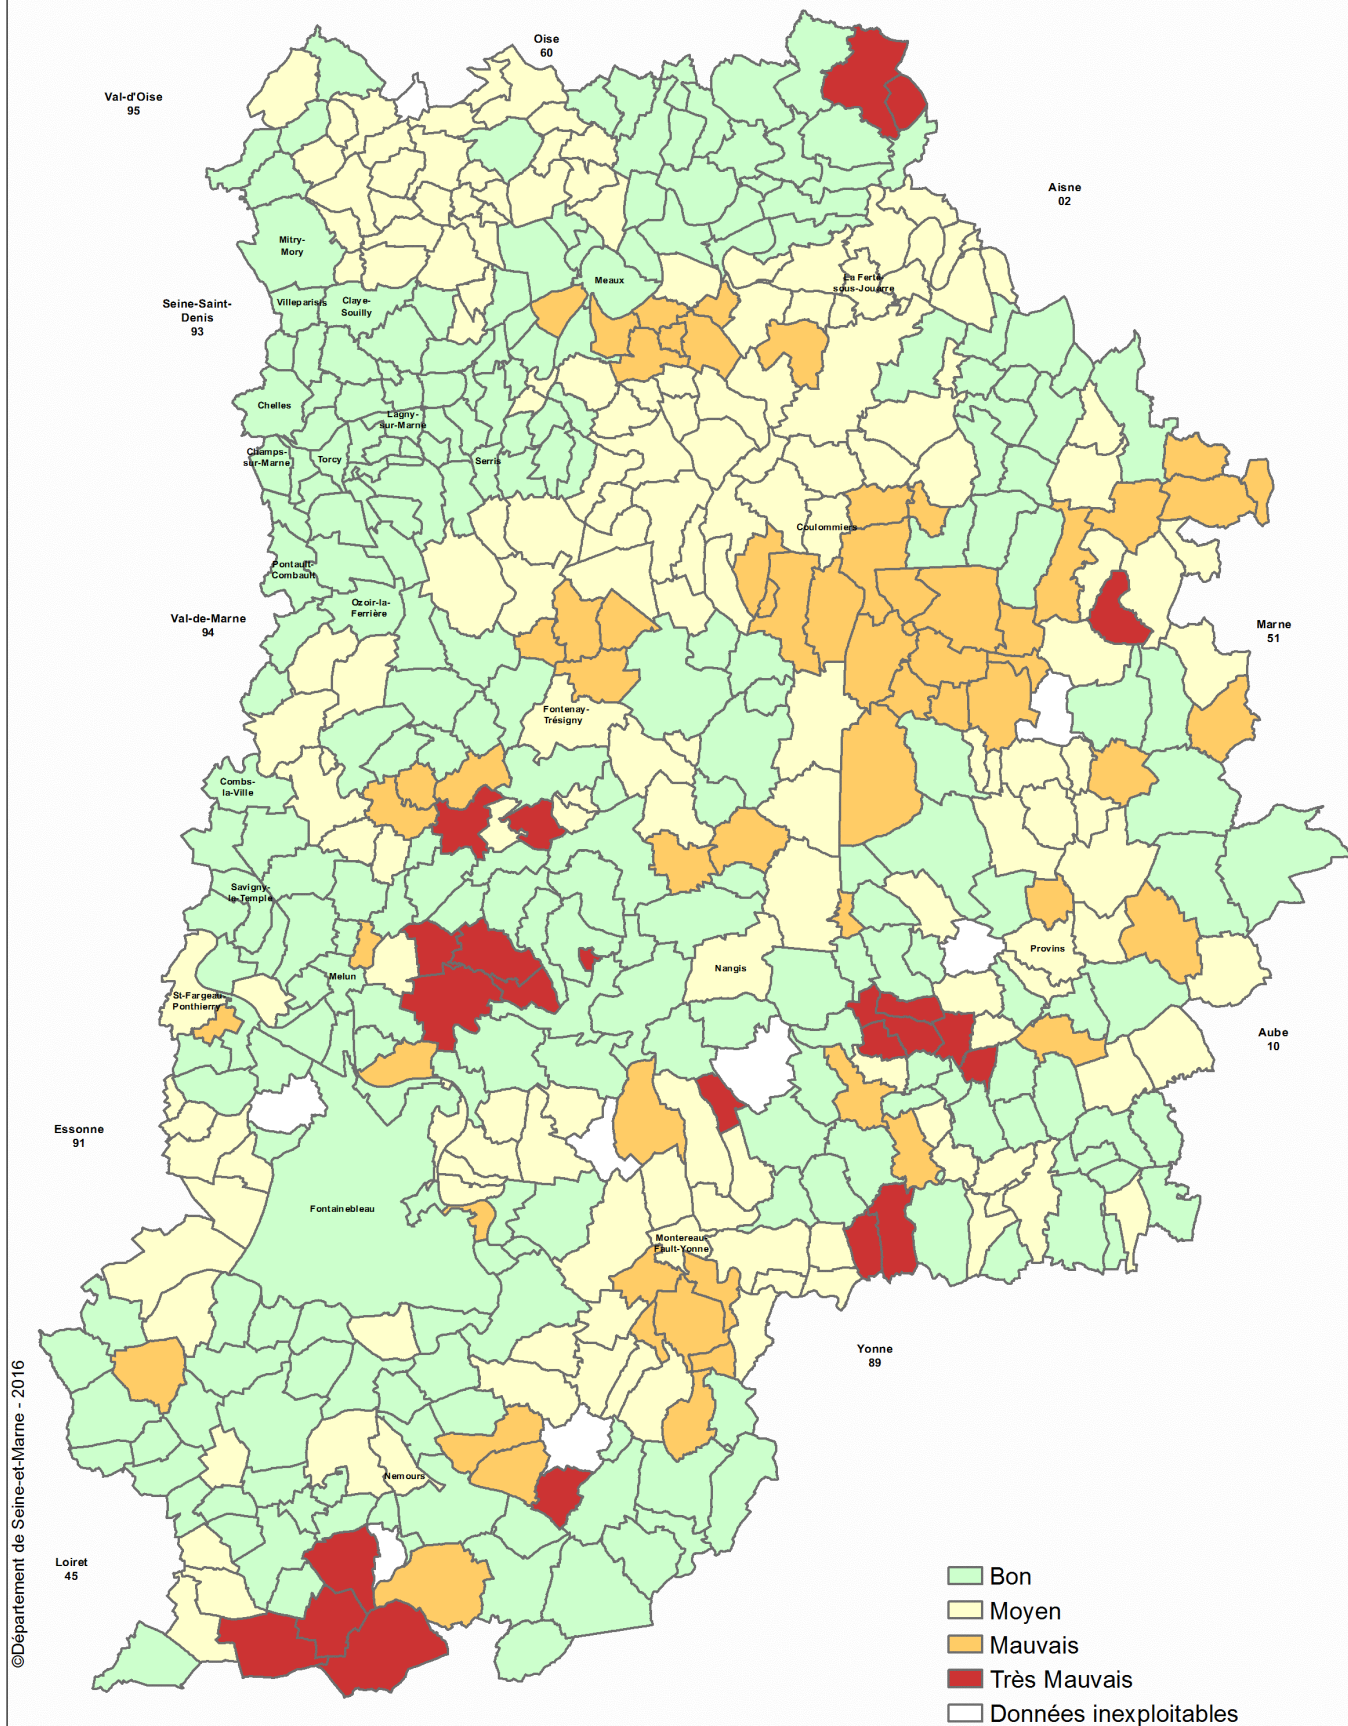 Oise
60
Val-d'Oise
95
Aisne
02
Mitry-
Mory
Meaux
La Ferté-
sous-Jouarre
Villeparisis
Claye-
Souilly
Seine-Saint-
Denis
93
Chelles
Lagny-
sur-Marne
Champs-
sur-Marne
Torcy
Serris
Coulommiers
Pontault-
Combault
Ozoir-la-
Ferrière
Val-de-Marne
94
Marne
51
Fontenay-
Trésigny
Combs-
la-Ville
Savigny-
le-Temple
Provins
Nangis
Melun
St-Fargeau-
Ponthierry
Aube
10
Essonne
91
Fontainebleau
Montereau-
Fault-Yonne
Yonne
89
Nemours
Loiret
45
©Département de Seine-et-Marne - 2016
Bon
Moyen
Mauvais
Très Mauvais
Données inexploitables